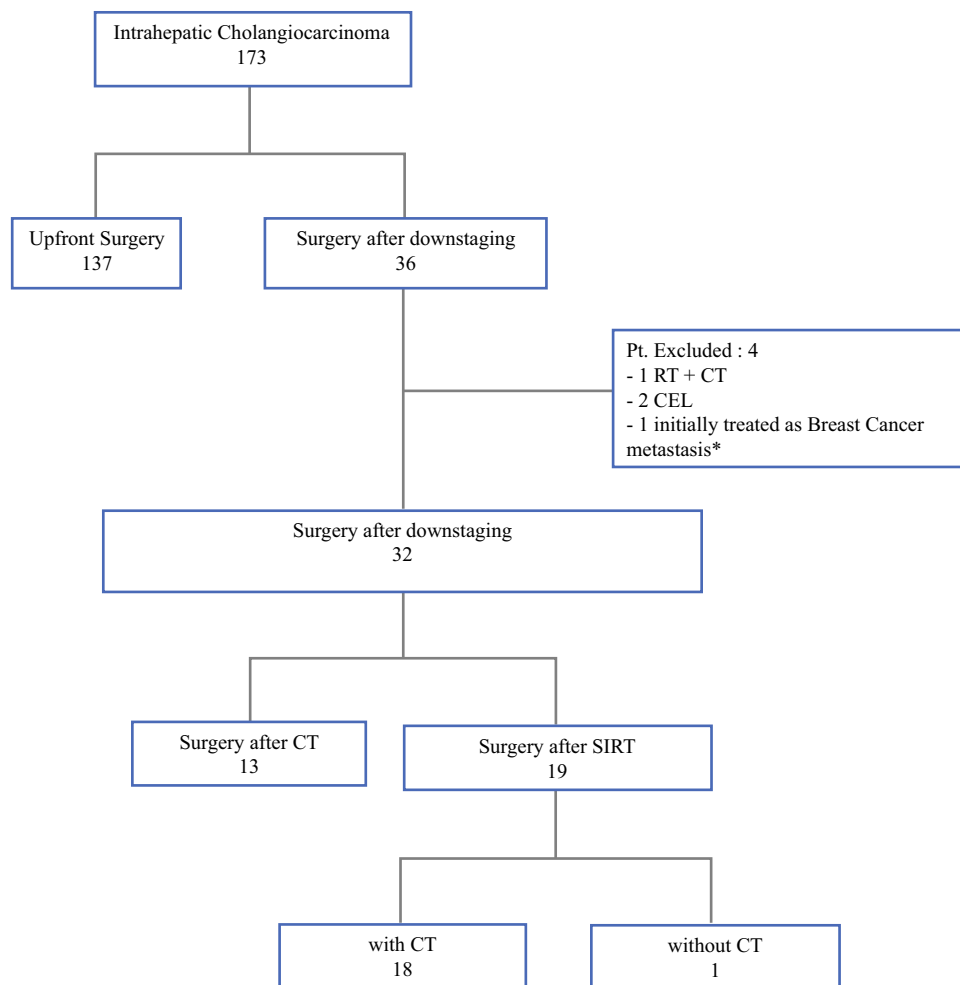 Intrahepatic Cholangiocarcinoma
173
Upfront Surgery
137
Surgery after downstaging
36
Pt. Excluded : 4
- 1 RT + CT
- 2 CEL
- 1 initially treated as Breast Cancer
metastasis*
Surgery after downstaging
32
Surgery after CT
13
Surgery after SIRT
19
with CT
18
without CT
1